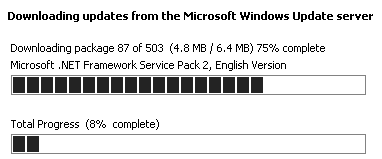 Downloading updates from the Microsoft Windows Update server
Downloading package 87 of 503 (4.8 MB / 6.4 MB) 75% complete
Microsoft .NET Framework Service Pack 2, English Version
Total Progress (8% complete)